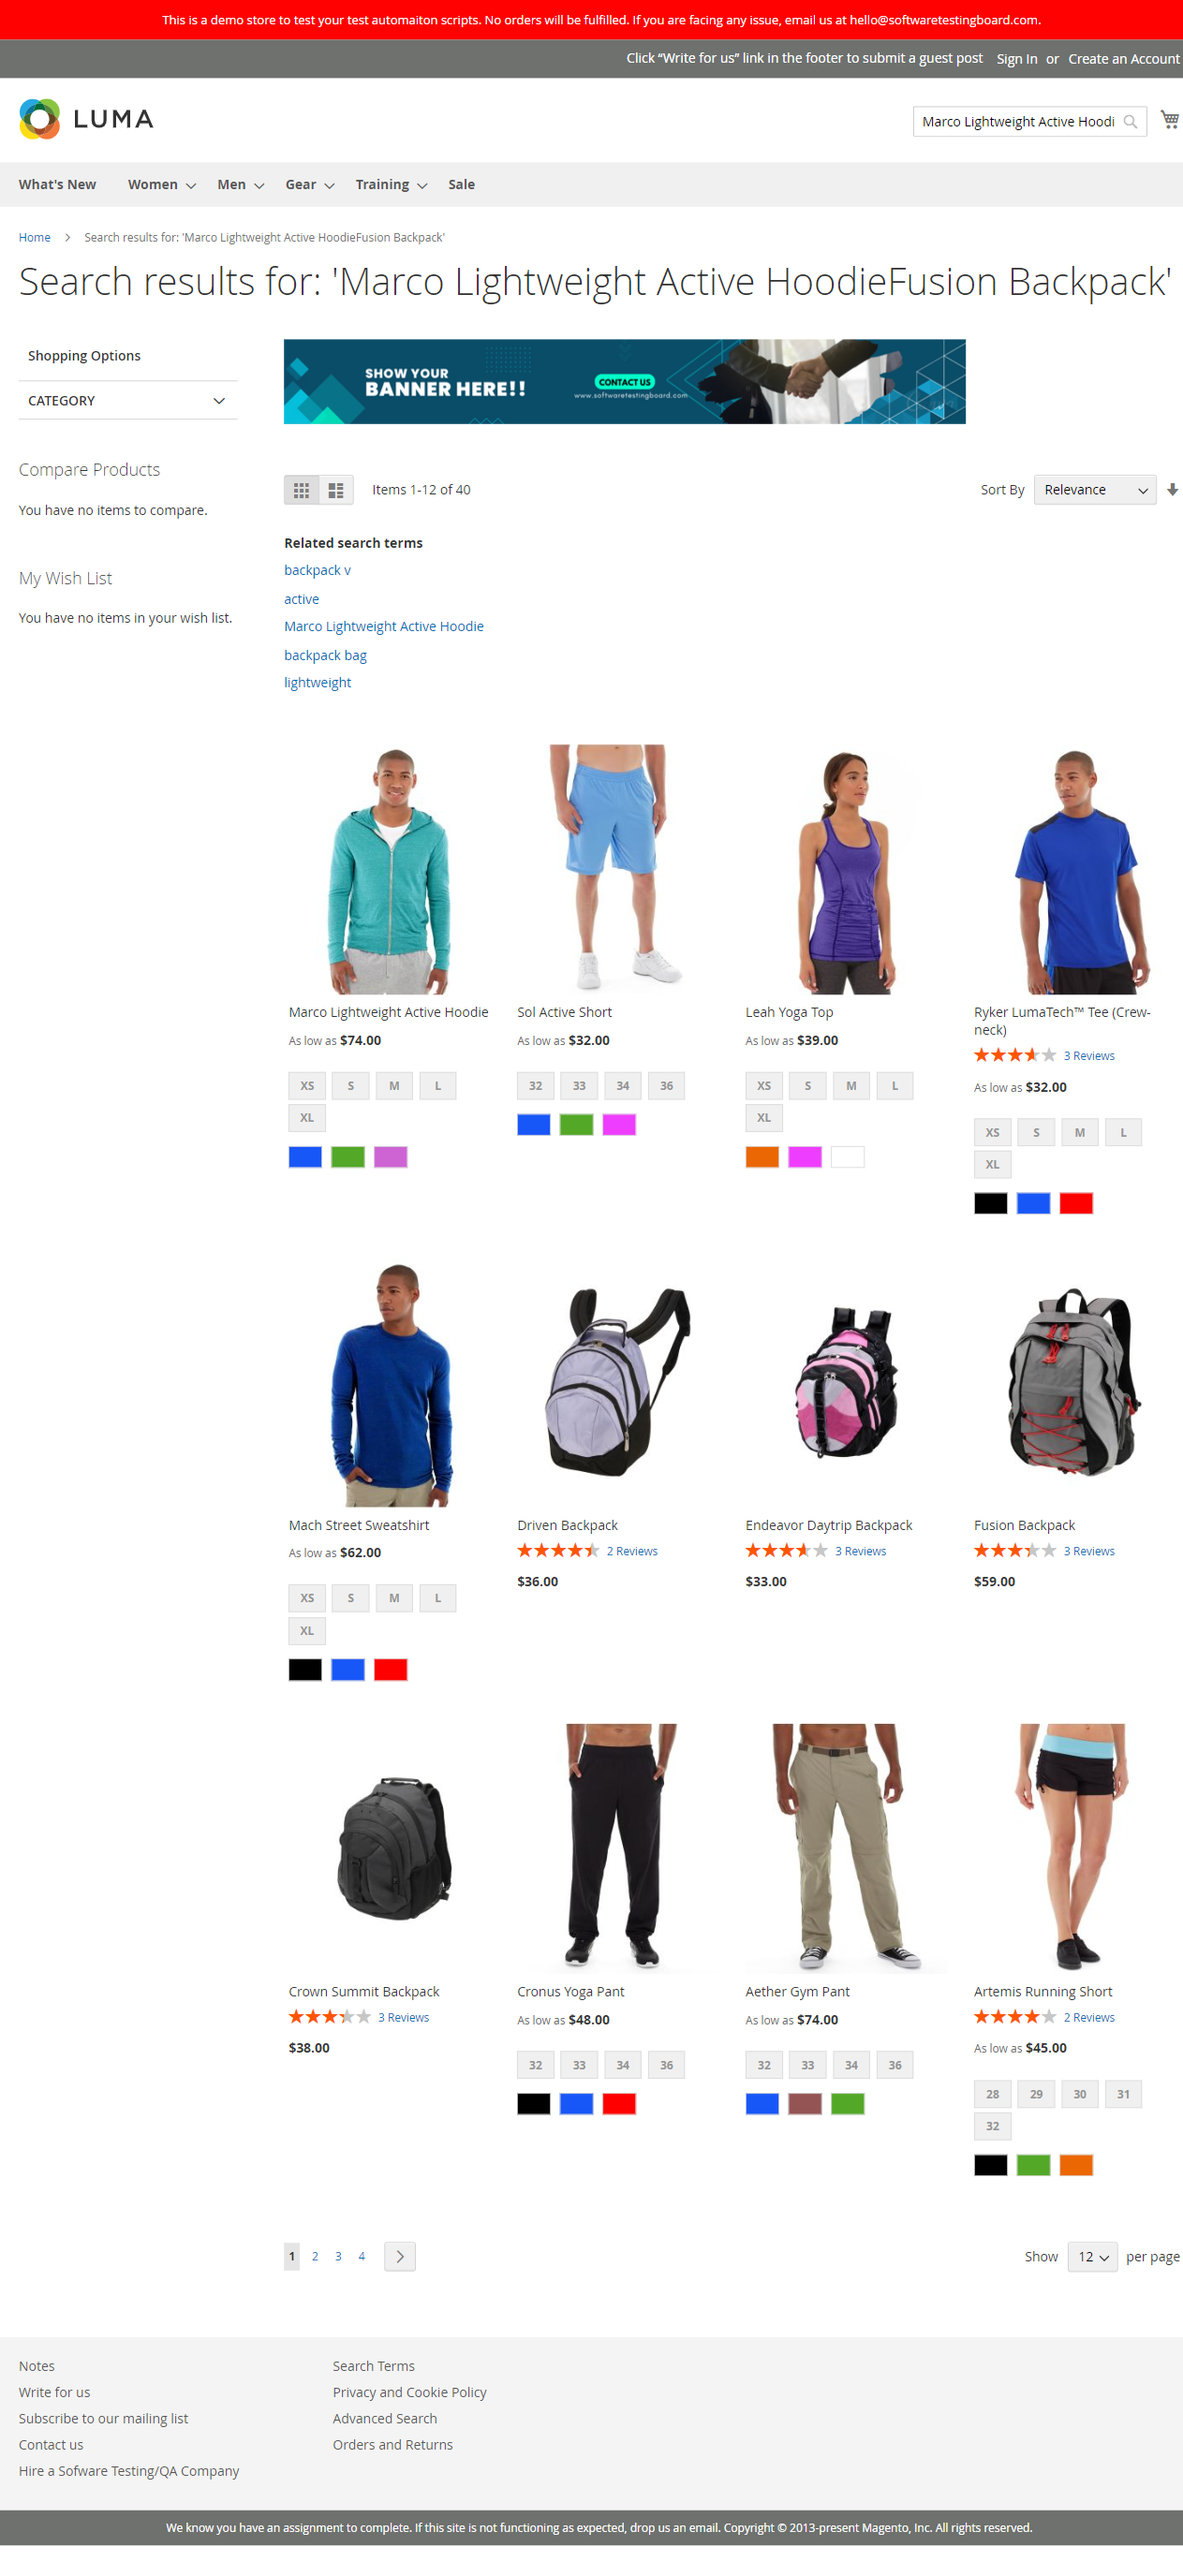 This is a demo store to test your test automaiton scripts. No orders will be fulfilled. If you are facing any issue, email us at hello@softwaretestingboard.com.
Click “Write for us” link in the footer to submit a guest post Sign In or Create an Account
LUMA
Marco Lightweight Active Hoodi
What's New Women Men Gear Training Sale
Home Search results for: 'Marco Lightweight Active HoodieFusion Backpack'
Search results for: 'Marco Lightweight Active HoodieFusion Backpack'
Shopping Options
CATEGORY
Compare Products
You have no items to compare.
My Wish List
You have no items in your wish list.
SHOW YOUR
BANNER HERE!!
CONTACT US
www.softwaretestingboard.com
Items 1-12 of 40
Sort By Relevance
Related search terms
backpack v
active
Marco Lightweight Active Hoodie
backpack bag
lightweight
Marco Lightweight Active Hoodie
As low as $74.00
XS S M L
XL
Sol Active Short
As low as $32.00
32 33 34 36
Leah Yoga Top
As low as $39.00
XS S M L
XL
Ryker LumaTech™ Tee (Crew-
neck)
3 Reviews
As low as $32.00
XS S M L
XL
Mach Street Sweatshirt
As low as $62.00
XS S M L
XL
Driven Backpack
2 Reviews
$36.00
Endeavor Daytrip Backpack
3 Reviews
$33.00
Fusion Backpack
3 Reviews
$59.00
Crown Summit Backpack
3 Reviews
$38.00
Cronus Yoga Pant
As low as $48.00
32 33 34 36
Aether Gym Pant
As low as $74.00
32 33 34 36
Artemis Running Short
2 Reviews
As low as $45.00
28 29 30 31
32
1 2 3 4
Show 12 per page
Notes
Write for us
Subscribe to our mailing list
Contact us
Hire a Sofware Testing/QA Company
Search Terms
Privacy and Cookie Policy
Advanced Search
Orders and Returns
We know you have an assignment to complete. If this site is not functioning as expected, drop us an email. Copyright © 2013-present Magento, Inc. All rights reserved.